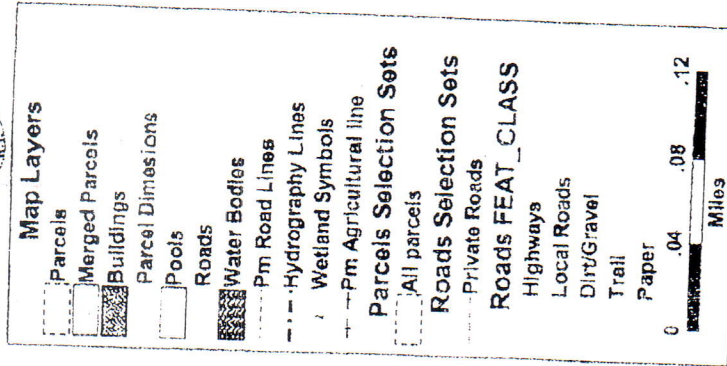 Map Layers
Parcels
Merged Parcels
Buildings
Parcel Dimesions
Pools
Roads
Water Bodies
Pm Road Lines
Hydrography Lines
Wetland Symbols
Pm Agricultural line
Parcels Selection Sets
All parcels
Roads Selection Sets
Private Roads
Roads FEAT_CLASS
Highways
Local Roads
Dirt/Gravel
Trail
Paper
0 .04 .08 .12
Miles